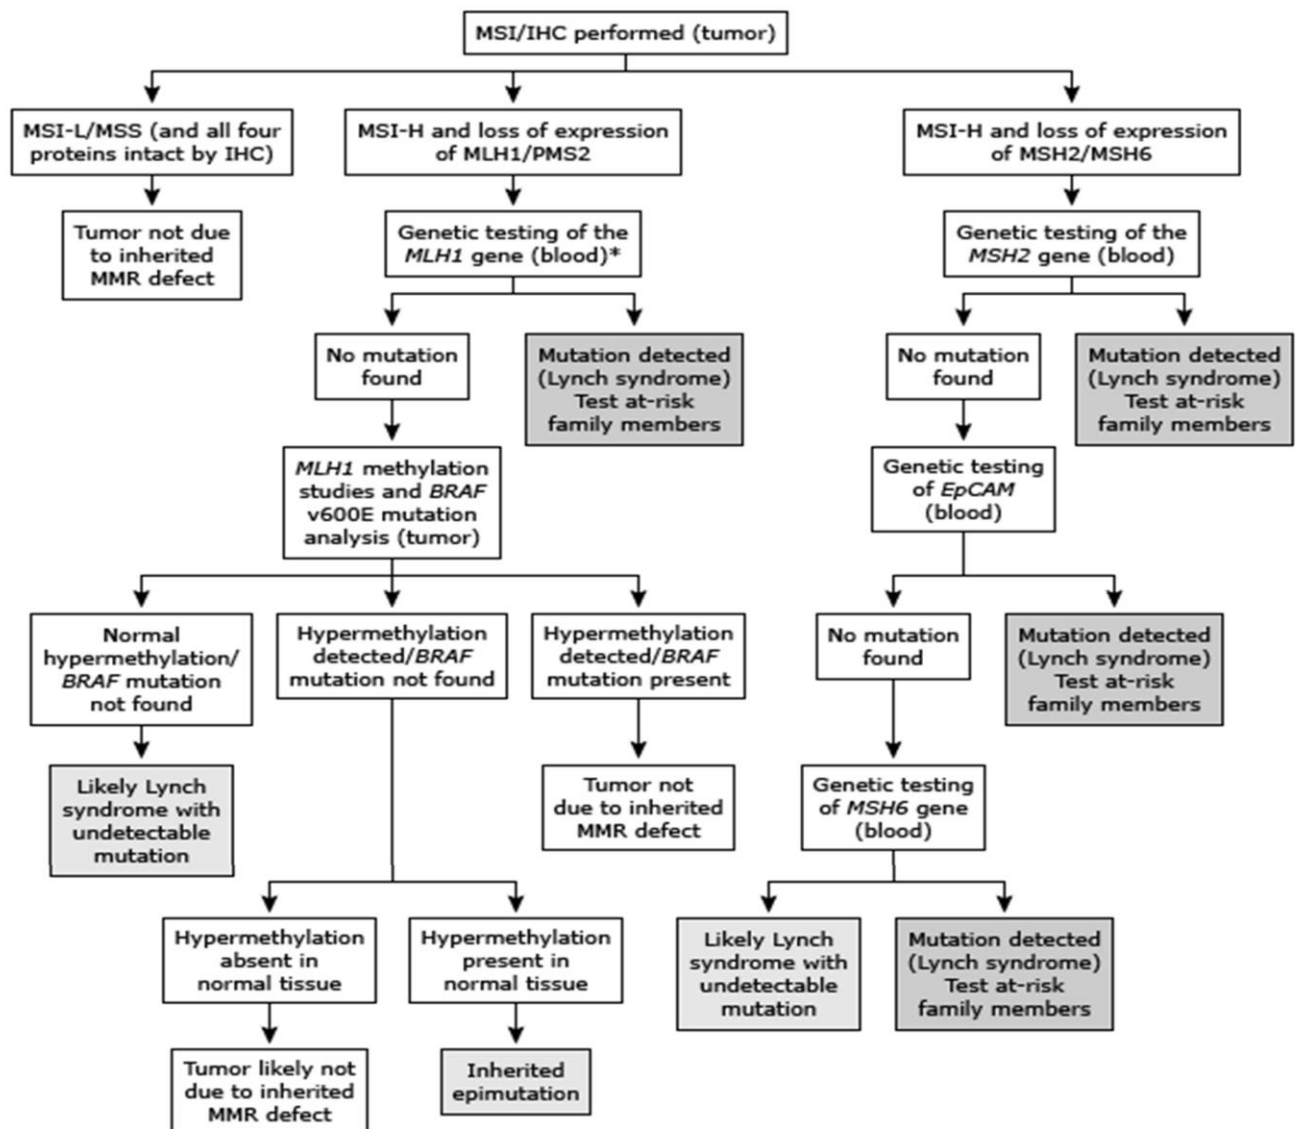 MSI/IHC performed (tumor)
MSI-L/MSS (and all four
proteins intact by IHC)
MSI-H and loss of expression
of MLH1/PMS2
MSI-H and loss of expression
of MSH2/MSH6
Tumor not due
to inherited
MMR defect
Genetic testing of the
MLH1 gene (blood)*
Genetic testing of the
MSH2 gene (blood)
No mutation
found
Mutation detected
(Lynch syndrome)
Test at-risk
family members
No mutation
found
Mutation detected
(Lynch syndrome)
Test at-risk
family members
MLH1 methylation
studies and BRAF
v600E mutation
analysis (tumor)
Genetic testing
of EpCAM
(blood)
Normal
hypermethylation/
BRAF mutation
not found
Hypermethylation
detected/BRAF
mutation not found
Hypermethylation
detected/BRAF
mutation present
No mutation
found
Mutation detected
(Lynch syndrome)
Test at-risk
family members
Likely Lynch
syndrome with
undetectable
mutation
Tumor not
due to inherited
MMR defect
Genetic testing
of MSH6 gene
(blood)
Hypermethylation
absent in
normal tissue
Hypermethylation
present in
normal tissue
Likely Lynch
syndrome with
undetectable
mutation
Mutation detected
(Lynch syndrome)
Test at-risk
family members
Tumor likely not
due to inherited
MMR defect
Inherited
epimutation